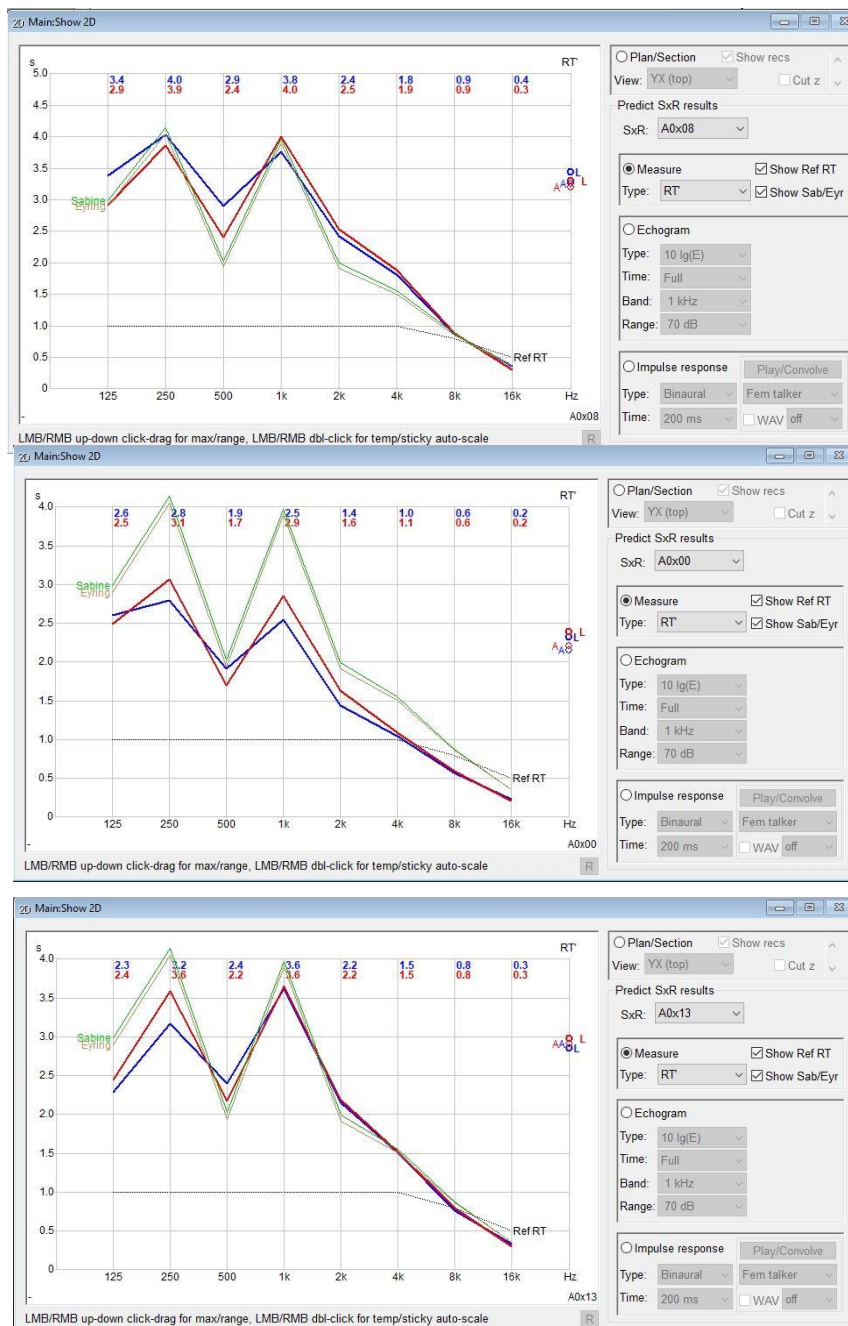 2D Main:Show 2D
s RT'
5.0 3.4 4.0 2.9 3.8 2.4 1.8 0.9 0.4
2.9 3.9 2.4 4.0 2.5 1.9 0.9 0.3
4.5
4.0
3.5
L
A A L
3.0
Sabine
Eyring
2.5
2.0
1.5
1.0
Ref RT
0.5
0
125 250 500 1k 2k 4k 8k 16k Hz
- A0x08
LMB/RMB up-down click-drag for max/range, LMB/RMB dbl-click for temp/sticky auto-scale R
Plan/Section Show recs
View: YX (top) Cut z
Predict SxR results
SxR: A0x08
Measure Show Ref RT
Type: RT' Show Sab/Eyr
Echogram
Type: 10 lg(E)
Time: Full
Band: 1 kHz
Range: 70 dB
Impulse response Play/Convolve
Type: Binaural Fem talker
Time: 200 ms WAV off
2D Main:Show 2D
s RT'
4.0 2.6 2.8 1.9 2.5 1.4 1.0 0.6 0.2
2.5 3.1 1.7 2.9 1.6 1.1 0.6 0.2
3.5
3.0
Sabine
Eyring
2.5
L L
A A
2.0
1.5
1.0
Ref RT
0.5
0
125 250 500 1k 2k 4k 8k 16k Hz
- A0x00
LMB/RMB up-down click-drag for max/range, LMB/RMB dbl-click for temp/sticky auto-scale R
Plan/Section Show recs
View: YX (top) Cut z
Predict SxR results
SxR: A0x00
Measure Show Ref RT
Type: RT' Show Sab/Eyr
Echogram
Type: 10 lg(E)
Time: Full
Band: 1 kHz
Range: 70 dB
Impulse response Play/Convolve
Type: Binaural Fem talker
Time: 200 ms WAV off
2D Main:Show 2D
s RT'
4.0 2.3 3.2 2.4 3.6 2.2 1.5 0.8 0.3
2.4 3.6 2.2 3.6 2.2 1.5 0.8 0.3
3.5
3.0
Sabine
Eyring
A A L
L
2.5
2.0
1.5
1.0
Ref RT
0.5
0
125 250 500 1k 2k 4k 8k 16k Hz
- A0x13
LMB/RMB up-down click-drag for max/range, LMB/RMB dbl-click for temp/sticky auto-scale R
Plan/Section Show recs
View: YX (top) Cut z
Predict SxR results
SxR: A0x13
Measure Show Ref RT
Type: RT' Show Sab/Eyr
Echogram
Type: 10 lg(E)
Time: Full
Band: 1 kHz
Range: 70 dB
Impulse response Play/Convolve
Type: Binaural Fem talker
Time: 200 ms WAV off